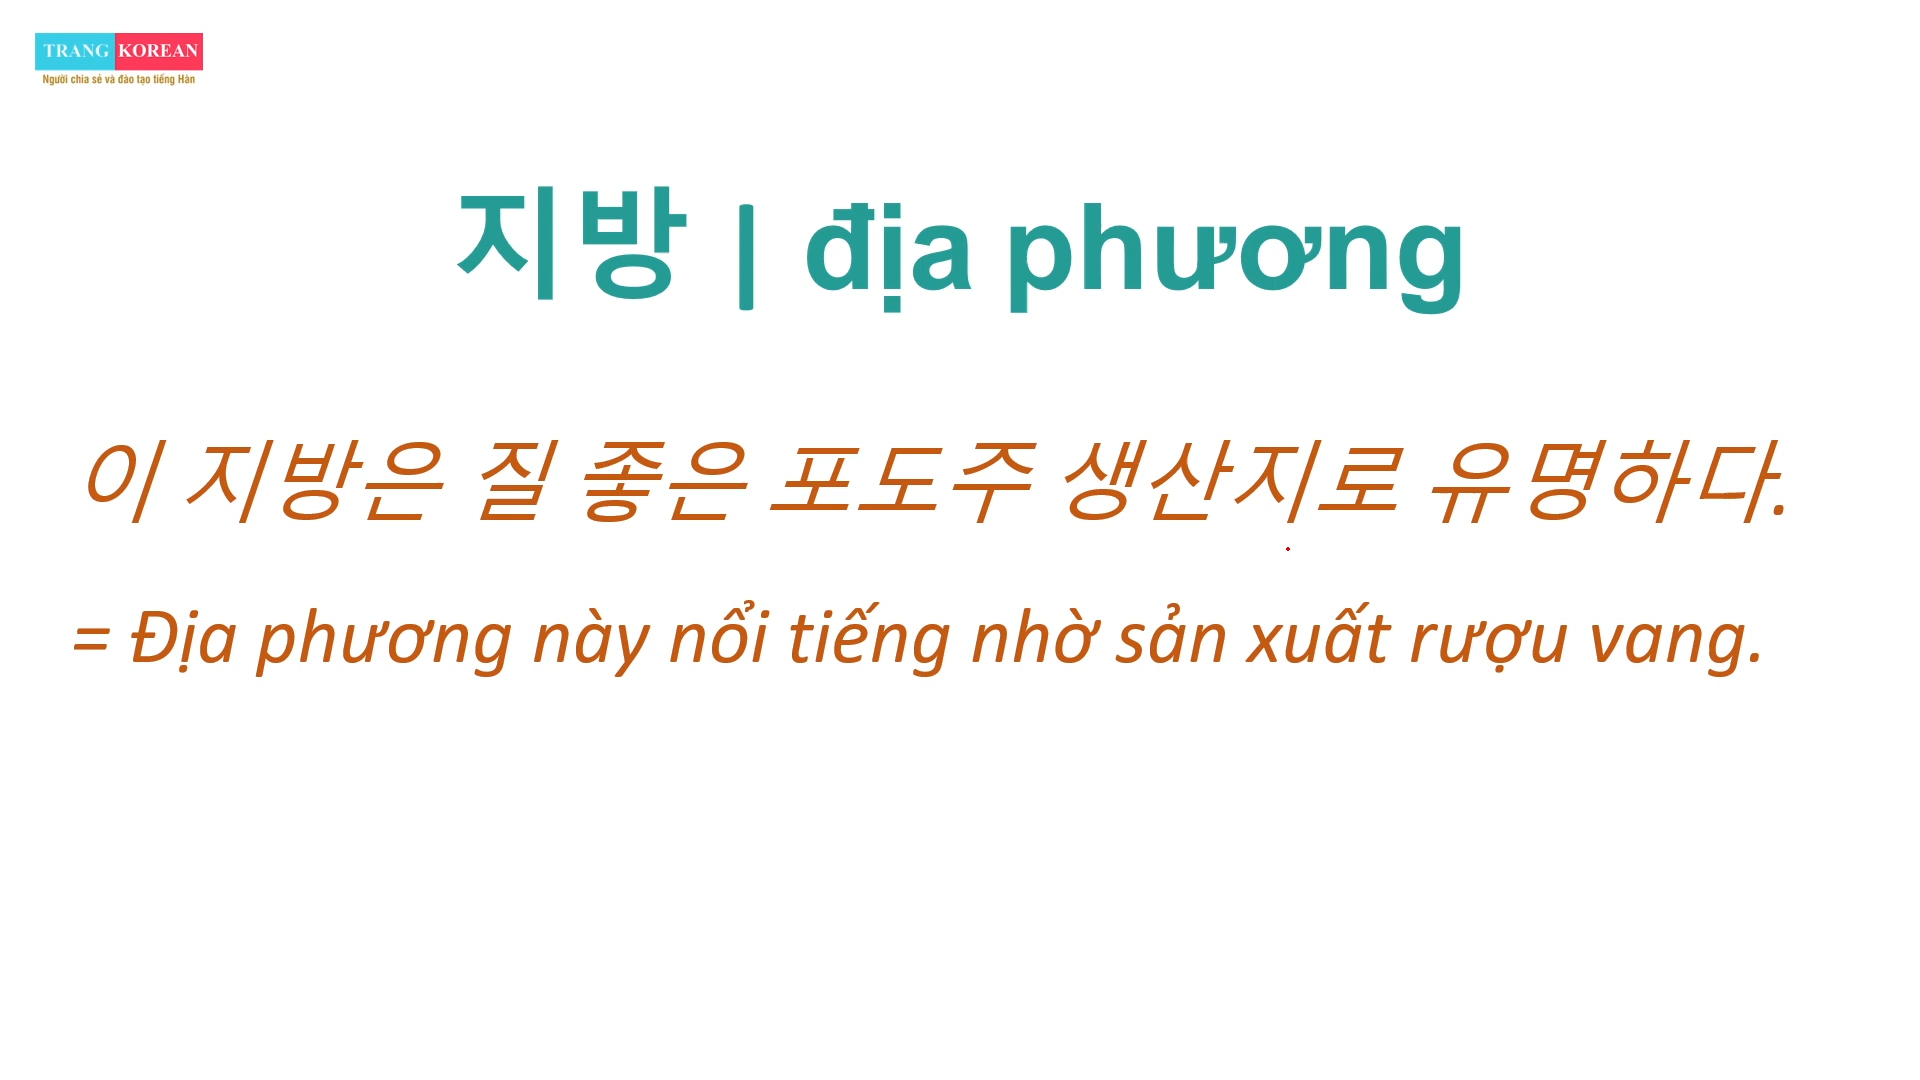 TRANG KOREAN
Người chia sẻ và đào tạo tiếng Hàn
지방 | địa phương
이 지방은 질 좋은 포도주 생산지로 유명하다.
= Địa phương này nổi tiếng nhờ sản xuất rượu vang.